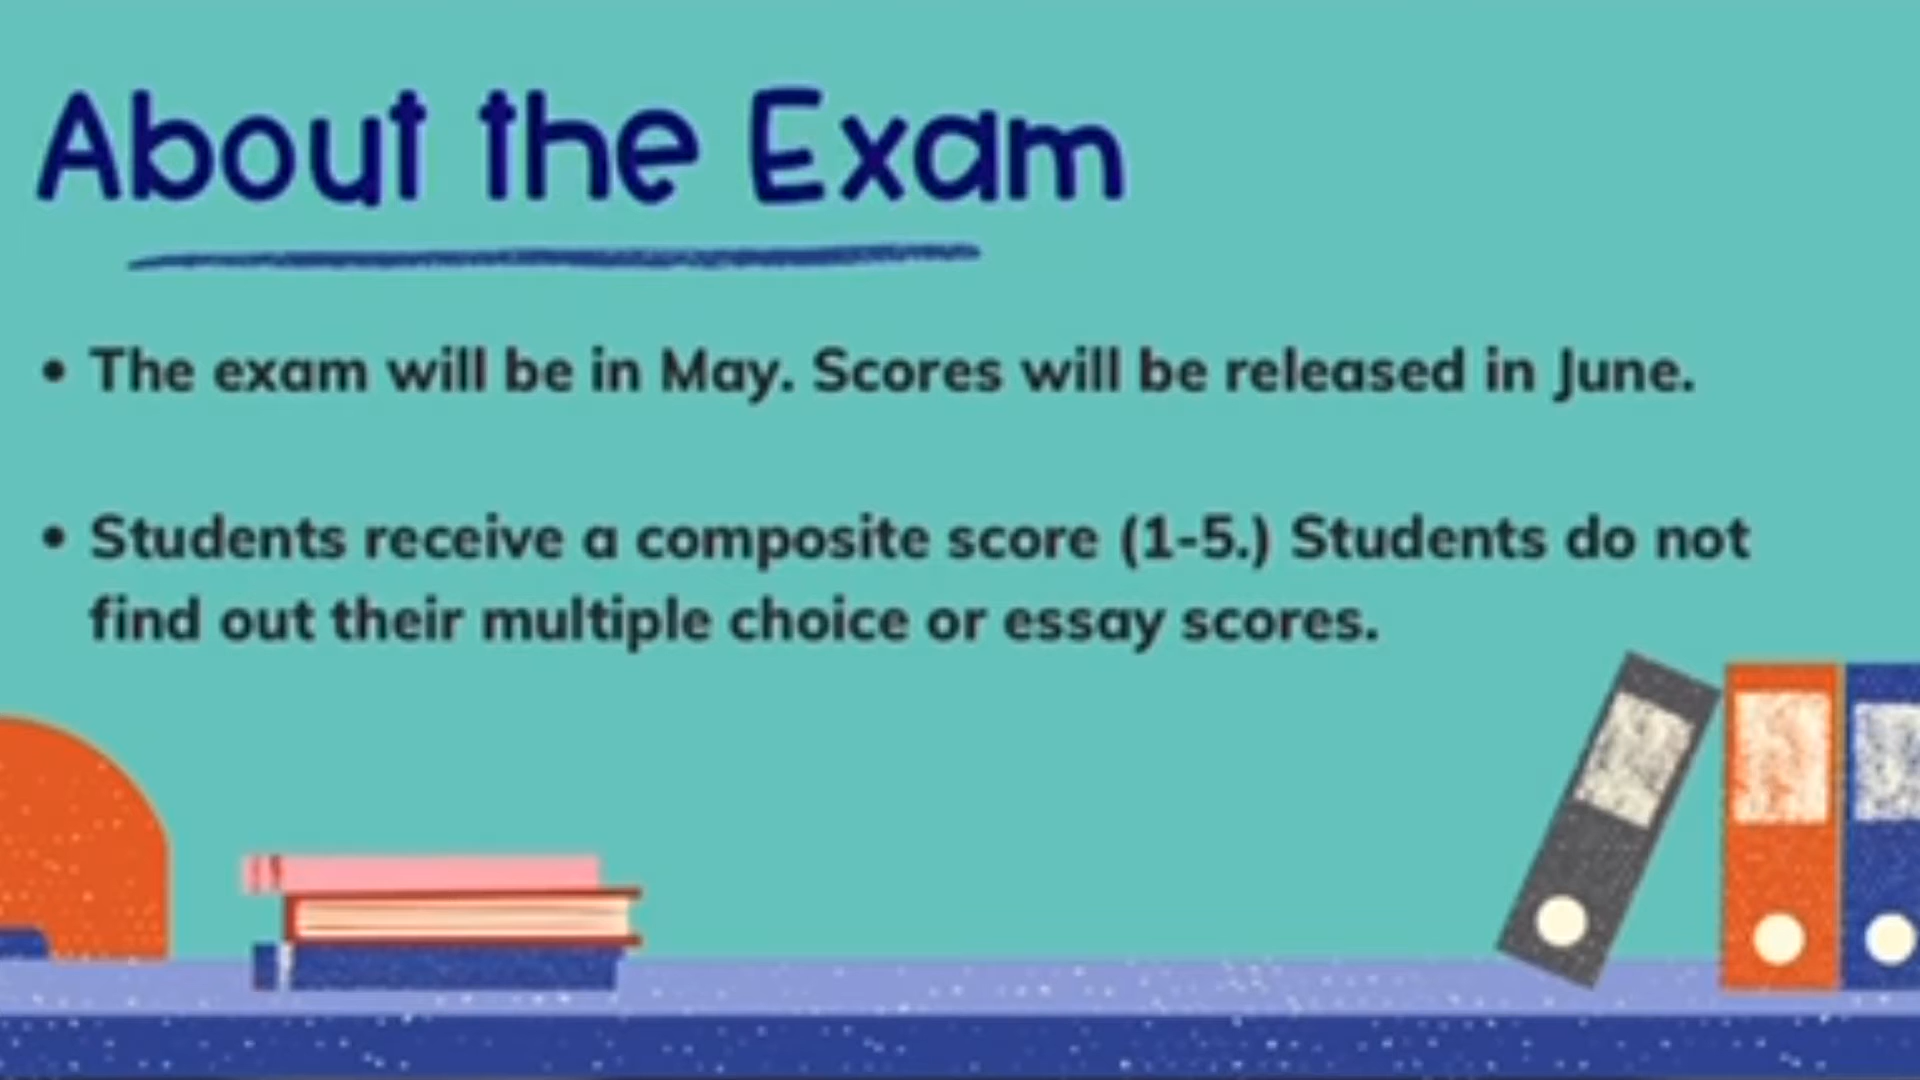 About the Exam
• The exam will be in May. Scores will be released in June.
• Students receive a composite score (1-5.) Students do not
find out their multiple choice or essay scores.